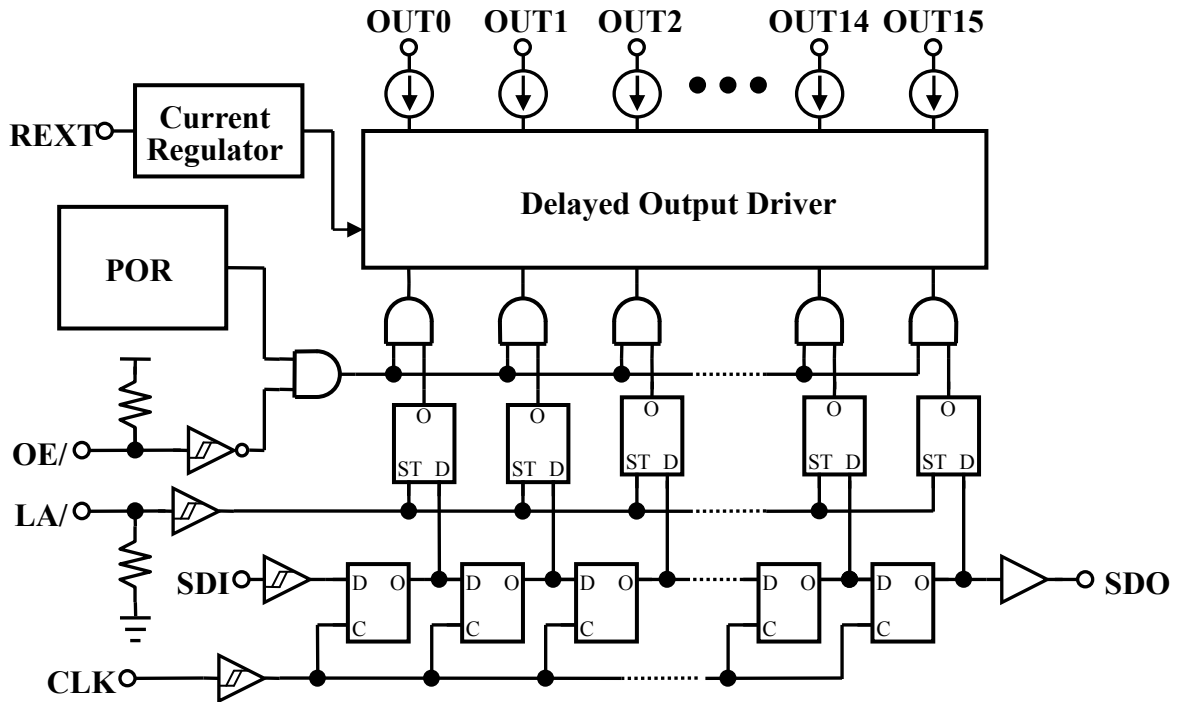 OUT0 OUT1 OUT2 OUT14 OUT15
REXT
Current
Regulator
Delayed Output Driver
POR
O O O O O
OE/
ST D ST D ST D ST D ST D
LA/
SDI
D O D O D O D O D O
SDO
C C C C C
CLK